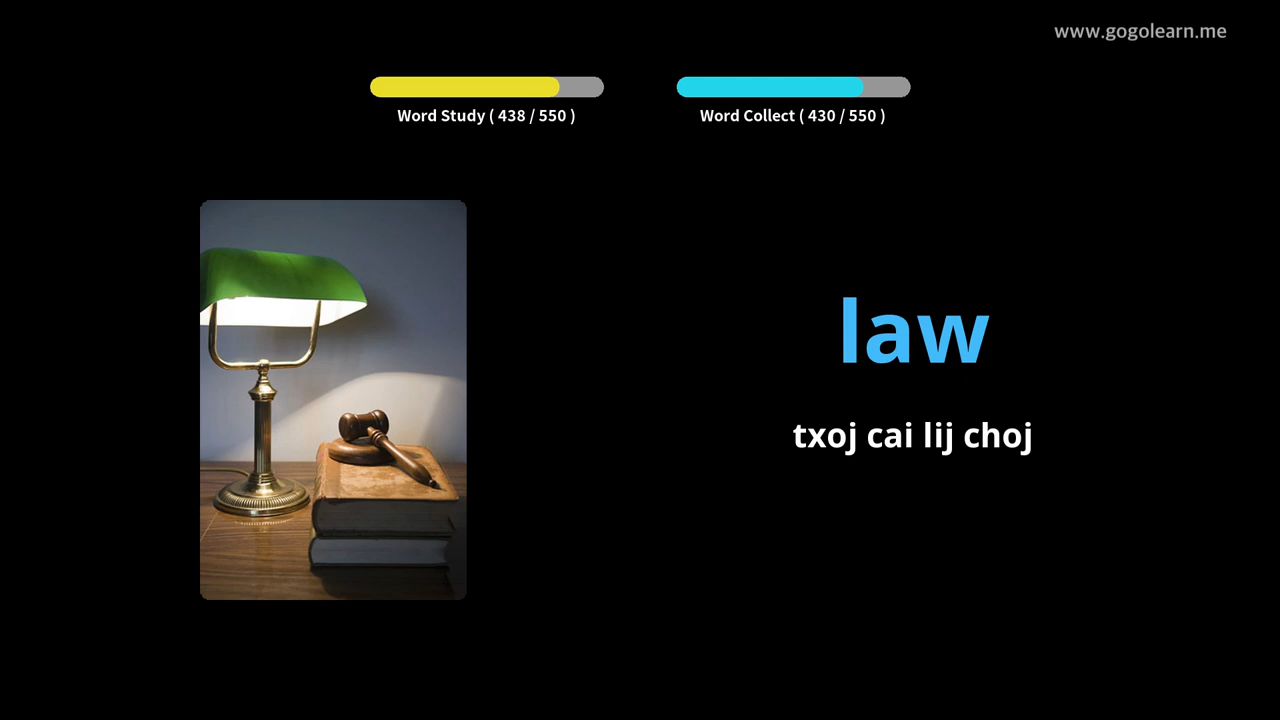 www.gogolearn.me
Word Study ( 438 / 550 )
Word Collect ( 430 / 550 )
law
txoj cai lij choj